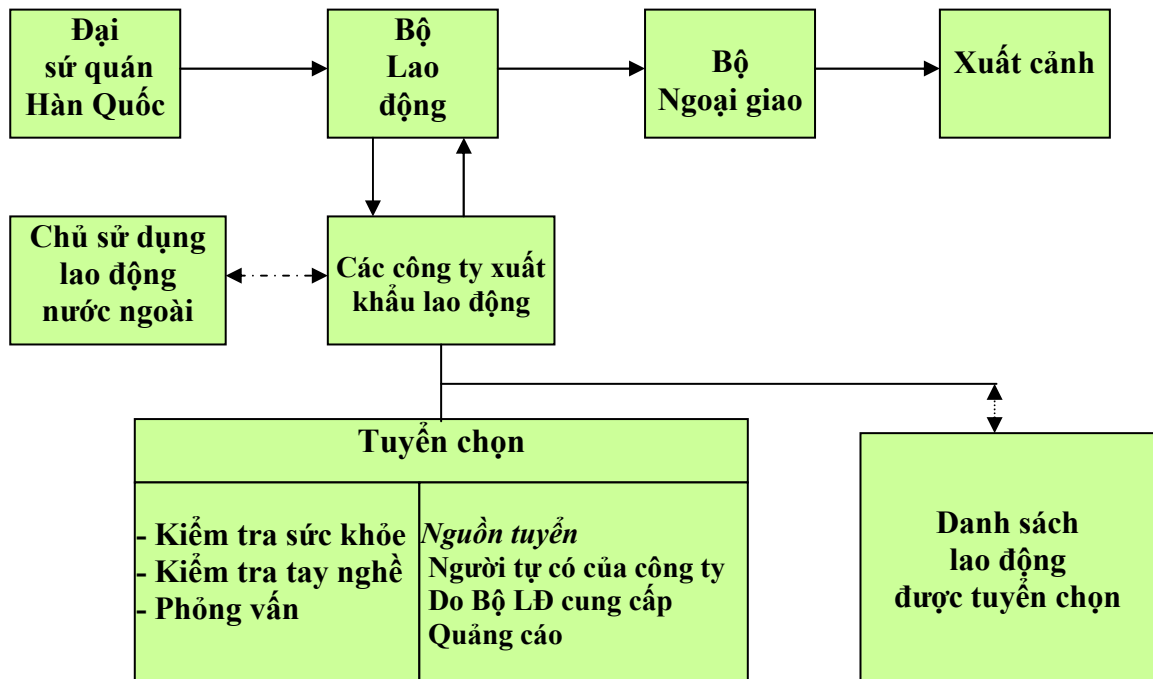 Đại
sứ quán
Hàn Quốc
Bộ
Lao
động
Bộ
Ngoại giao
Xuất cảnh
Chủ sử dụng
lao động
nước ngoài
Các công ty xuất
khẩu lao động
Tuyển chọn
- Kiểm tra sức khỏe
- Kiểm tra tay nghề
- Phỏng vấn
Nguồn tuyển
Người tự có của công ty
Do Bộ LĐ cung cấp
Quảng cáo
Danh sách
lao động
được tuyển chọn